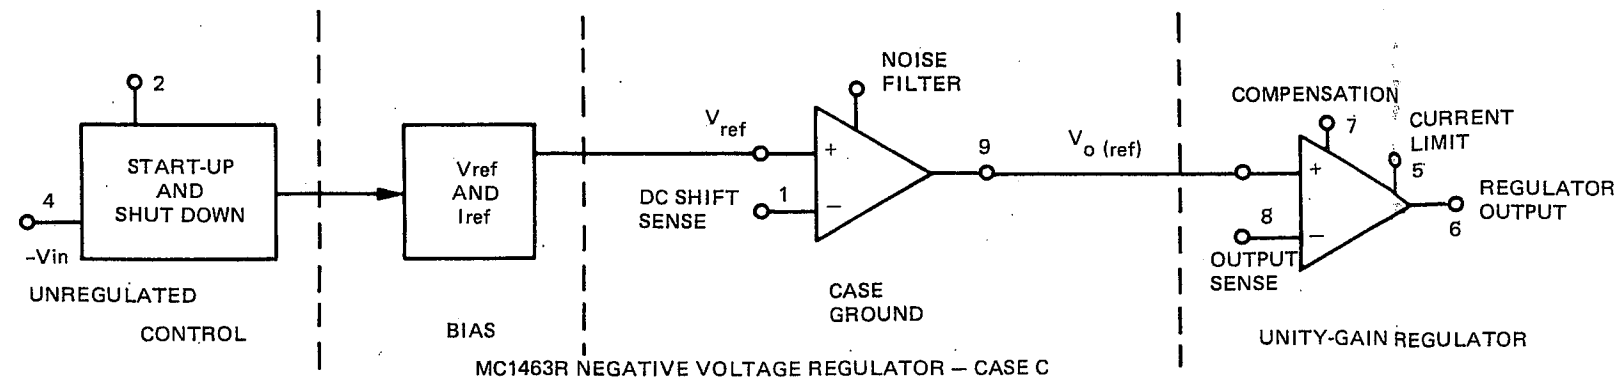 2
START-UP
AND
SHUT DOWN
4
-Vin
UNREGULATED
CONTROL
Vref
AND
Iref
BIAS
Vref
+
DC SHIFT
SENSE
1
−
NOISE
FILTER
9
CASE
GROUND
Vo (ref)
COMPENSATION
7
CURRENT
LIMIT
5
+
8
−
OUTPUT
SENSE
REGULATOR
OUTPUT
6
UNITY-GAIN REGULATOR
MC1463R NEGATIVE VOLTAGE REGULATOR — CASE C